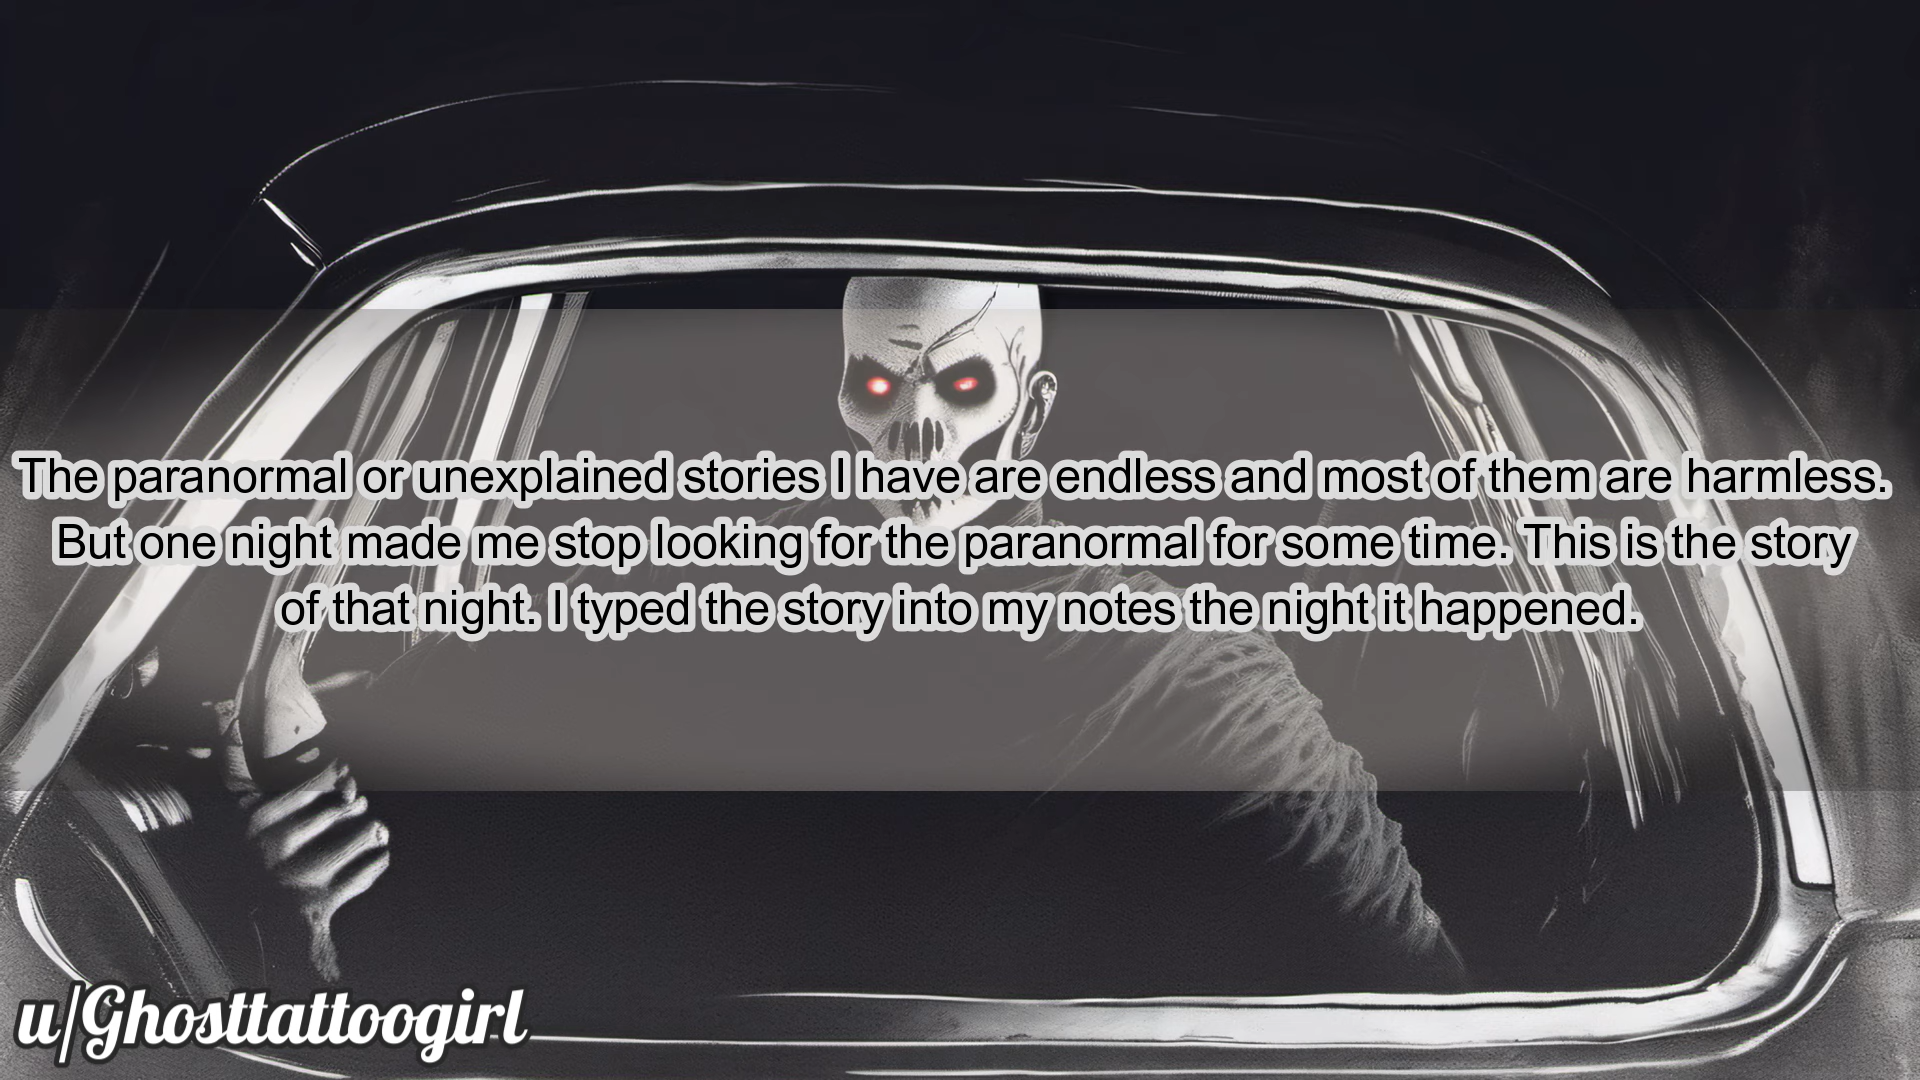 The paranormal or unexplained stories I have are endless and most of them are harmless.
But one night made me stop looking for the paranormal for some time. This is the story
of that night. I typed the story into my notes the night it happened.
u/Ghosttattoogirl